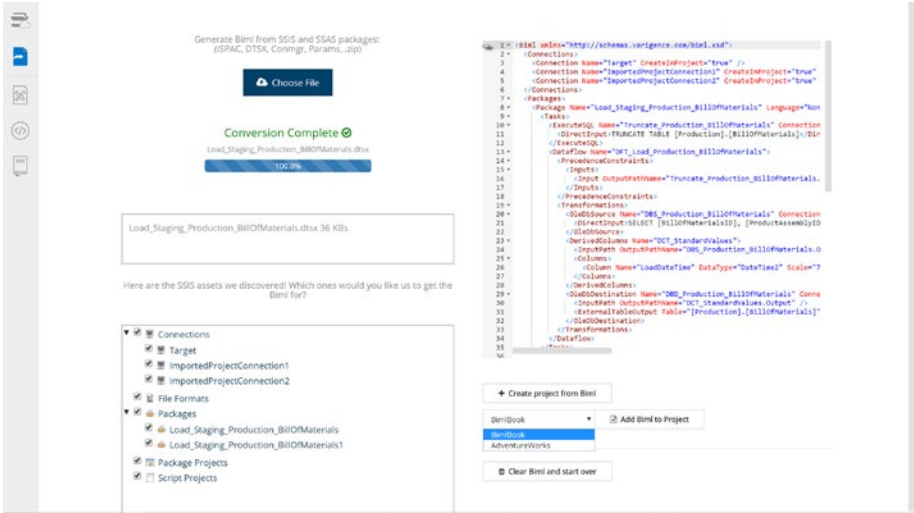 Generate Biml from SSIS and SSAS packages:
(ISPAC, DTSX, Conmgr, Params, .zip)
Choose File
Conversion Complete
Load_Staging_Production_BillOfMaterials.dtsx
100.0%
Load_Staging_Production_BillOfMaterials.dtsx 36 KBs
Here are the SSIS assets we discovered! Which ones would you like us to get the
Biml for?
Connections
Target
ImportedProjectConnection1
ImportedProjectConnection2
File Formats
Packages
Load_Staging_Production_BillOfMaterials
Load_Staging_Production_BillOfMaterials1
Package Projects
Script Projects
1 <Biml xmlns="http://schemas.varigence.com/biml.xsd">
2 <Connections>
3 <Connection Name="Target" CreateInProject="true" />
4 <Connection Name="ImportedProjectConnection1" CreateInProject="true"
5 <Connection Name="ImportedProjectConnection2" CreateInProject="true"
6 </Connections>
7 <Packages>
8 <Package Name="Load_Staging_Production_BillOfMaterials" Language="Non
9 <Tasks>
10 <ExecuteSQL Name="Truncate_Production_BillOfMaterials" Connection
11 <DirectInput>TRUNCATE TABLE [Production].[BillOfMaterials]</Dir
12 </ExecuteSQL>
13 <Dataflow Name="DFT_Load_Production_BillOfMaterials">
14 <PrecedenceConstraints>
15 <Inputs>
16 <Input OutputPathName="Truncate_Production_BillOfMaterials.
17 </Inputs>
18 </PrecedenceConstraints>
19 <Transformations>
20 <OleDbSource Name="DBS_Production_BillOfMaterials" Connection
21 <DirectInput>SELECT [BillOfMaterialsID], [ProductAssemblyID
22 </OleDbSource>
23 <DerivedColumns Name="DCT_StandardValues">
24 <InputPath OutputPathName="DBS_Production_BillOfMaterials.O
25 <Columns>
26 <Column Name="LoadDateTime" DataType="DateTime2" Scale="7
27 </Columns>
28 </DerivedColumns>
29 <OleDbDestination Name="DBD_Production_BillOfMaterials" Conne
30 <InputPath OutputPathName="DCT_StandardValues.Output" />
31 <ExternalTableOutput Table="[Production].[BillOfMaterials]"
32 </OleDbDestination>
33 </Transformations>
34 </Dataflow>
35 </Tasks>
36
Create project from Biml
BimlBook
Add Biml to Project
BimlBook
AdventureWorks
Clear Biml and start over